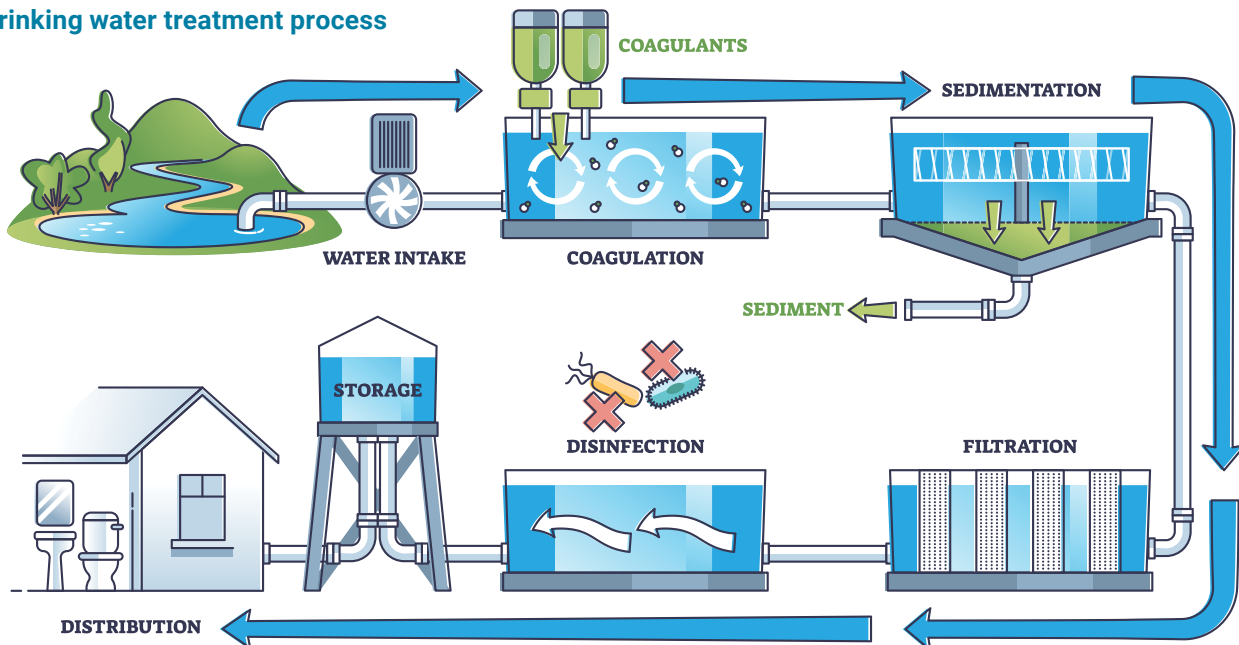 rinking water treatment process
COAGULANTS
SEDIMENTATION
WATER INTAKE
COAGULATION
SEDIMENT
STORAGE
DISINFECTION
FILTRATION
DISTRIBUTION